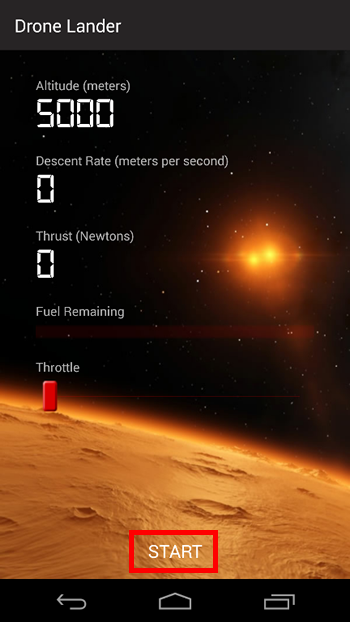 Drone Lander
Altitude (meters)
5000
Descent Rate (meters per second)
0
Thrust (Newtons)
0
Fuel Remaining
Throttle
START